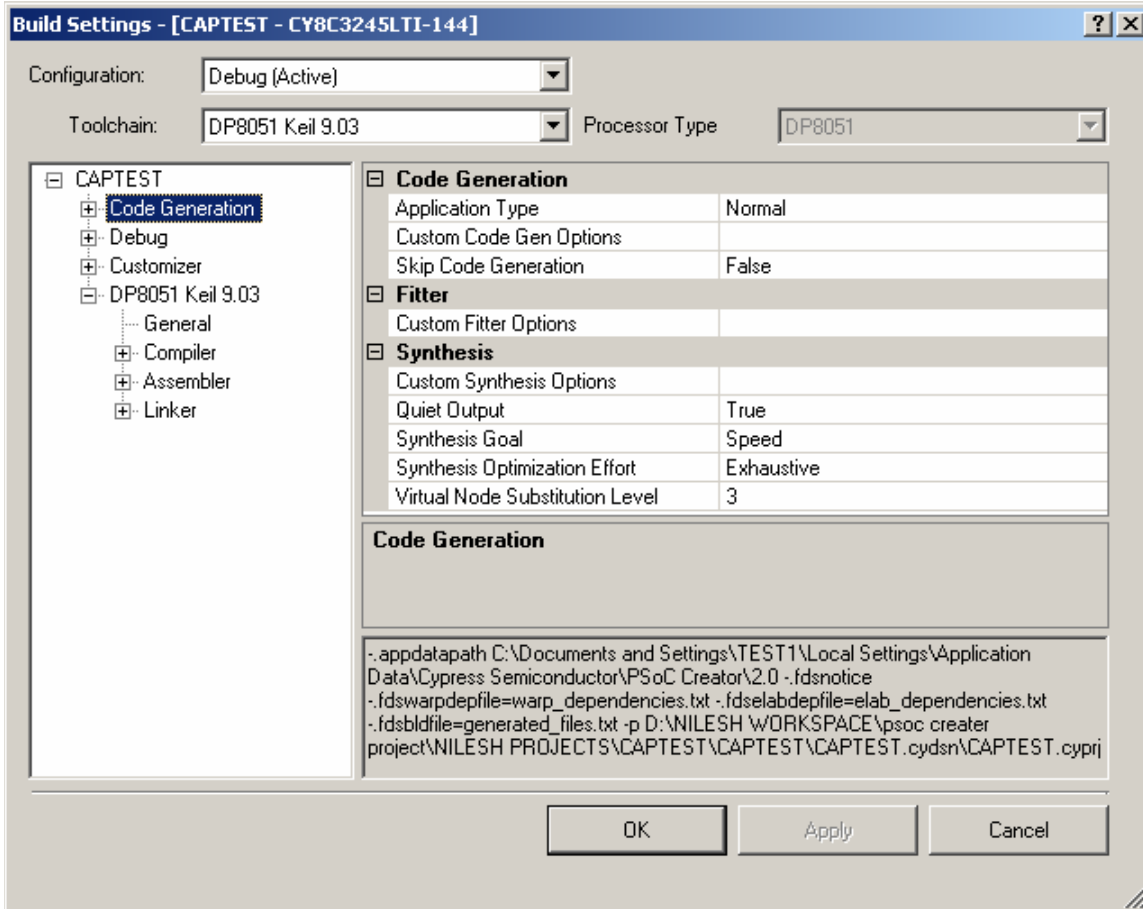 Build Settings - [CAPTEST - CY8C3245LTI-144]
Configuration: Debug (Active)
Toolchain: DP8051 Keil 9.03 Processor Type DP8051
CAPTEST
Code Generation
Debug
Customizer
DP8051 Keil 9.03
General
Compiler
Assembler
Linker
Code Generation
Application Type Normal
Custom Code Gen Options
Skip Code Generation False
Fitter
Custom Fitter Options
Synthesis
Custom Synthesis Options
Quiet Output True
Synthesis Goal Speed
Synthesis Optimization Effort Exhaustive
Virtual Node Substitution Level 3
Code Generation
-.appdatapath C:\Documents and Settings\TEST1\Local Settings\Application
Data\Cypress Semiconductor\PSoC Creator\2.0 -.fdsnotice
-.fdswarpdepfile=warp_dependencies.txt -.fdselabdepfile=elab_dependencies.txt
-.fdsbldfile=generated_files.txt -p D:\NILESH WORKSPACE\psoc creater
project\NILESH PROJECTS\CAPTEST\CAPTEST\CAPTEST.cydsn\CAPTEST.cyprj
OK Apply Cancel